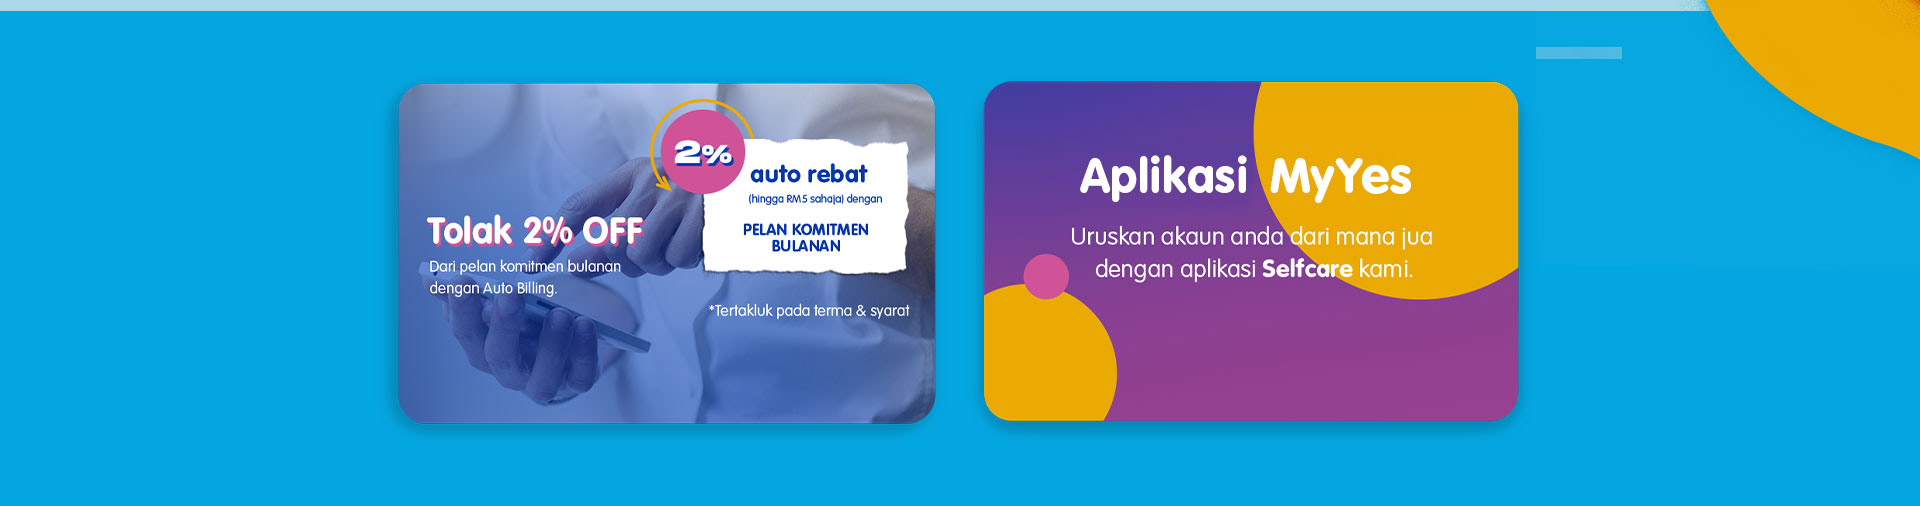 Tolak 2% OFF
Dari pelan komitmen bulanan
dengan Auto Billing.
2%
auto rebat
(hingga RM5 sahaja) dengan
PELAN KOMITMEN
BULANAN
*Tertakluk pada terma & syarat
Aplikasi MyYes
Uruskan akaun anda dari mana jua
dengan aplikasi Selfcare kami.